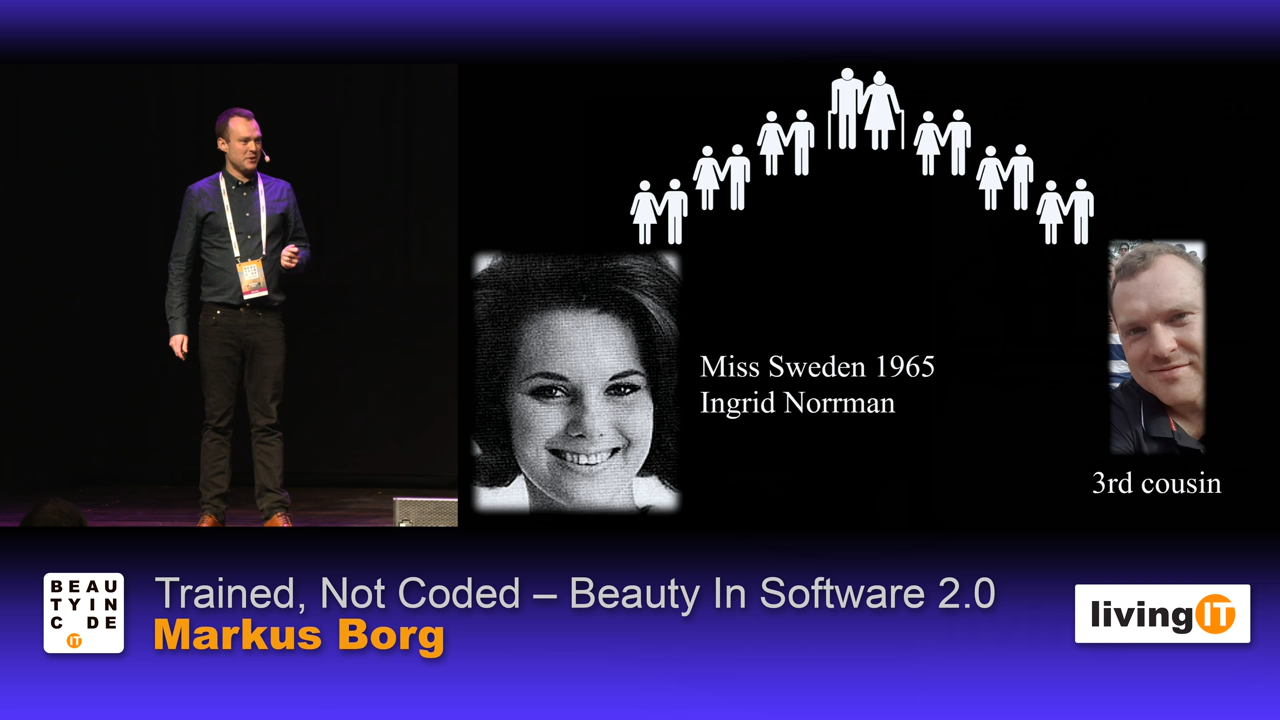 Miss Sweden 1965
Ingrid Norrman
3rd cousin
BEAU
TYIN
C DE
IT
Trained, Not Coded – Beauty In Software 2.0
Markus Borg
livingIT